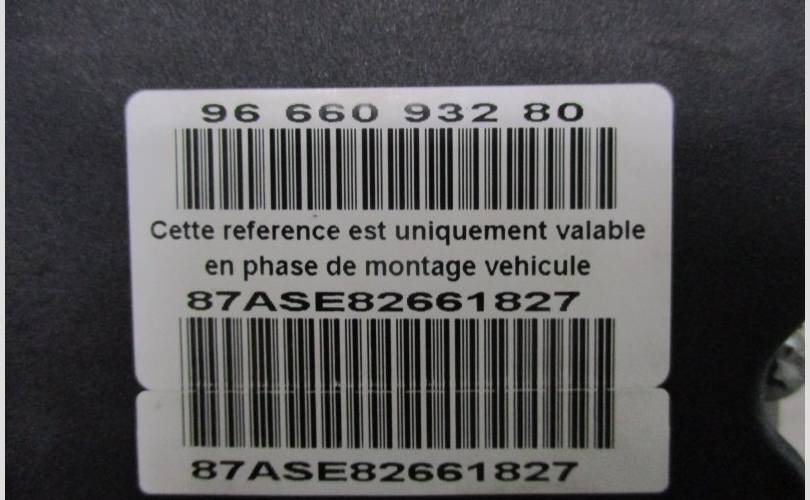 96 660 932 80
Cette reference est uniquement valable
en phase de montage vehicule
87ASE82661827
87ASE82661827